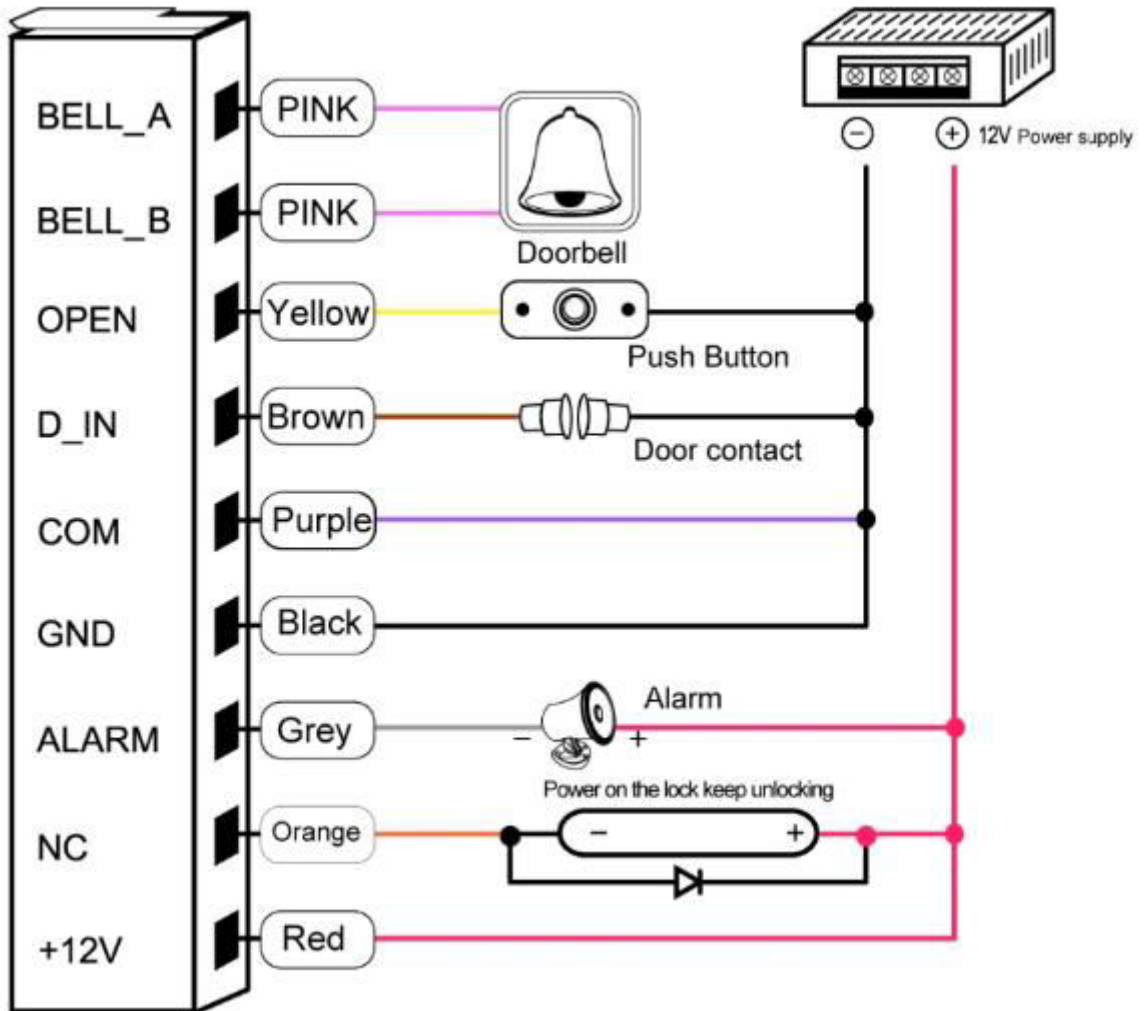 BELL_A PINK
BELL_B PINK
Doorbell
− + 12V Power supply
OPEN Yellow
Push Button
D_IN Brown
Door contact
COM Purple
GND Black
ALARM Grey
Alarm
− +
Power on the lock keep unlocking
NC Orange − +
+12V Red